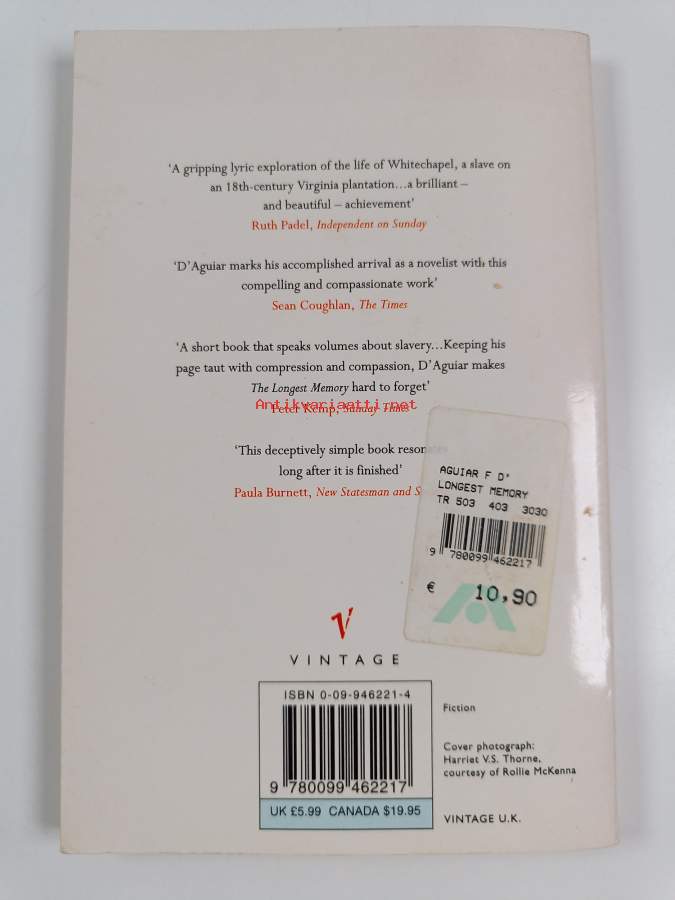 ‘A gripping lyric exploration of the life of Whitechapel, a slave on
an 18th-century Virginia plantation...a brilliant –
and beautiful – achievement’
Ruth Padel, Independent on Sunday
‘D’Aguiar marks his accomplished arrival as a novelist with this
compelling and compassionate work’
Sean Coughlan, The Times
‘A short book that speaks volumes about slavery...Keeping his
page taut with compression and compassion, D’Aguiar makes
The Longest Memory hard to forget’
Antikvariaatti.net
Peter Kemp, Sunday Times
‘This deceptively simple book
long after it is finished’
Paula Burnett, New Statesman and
AGUIAR F D'
LONGEST MEMORY
TR 503 403 3030
9 780099 462217
€ 10,90
V
VINTAGE
ISBN 0-09-946221-4
9 780099 462217
UK £5.99 CANADA $19.95
Fiction
Cover photograph:
Harriet V.S. Thorne,
courtesy of Rollie McKenna
VINTAGE U.K.